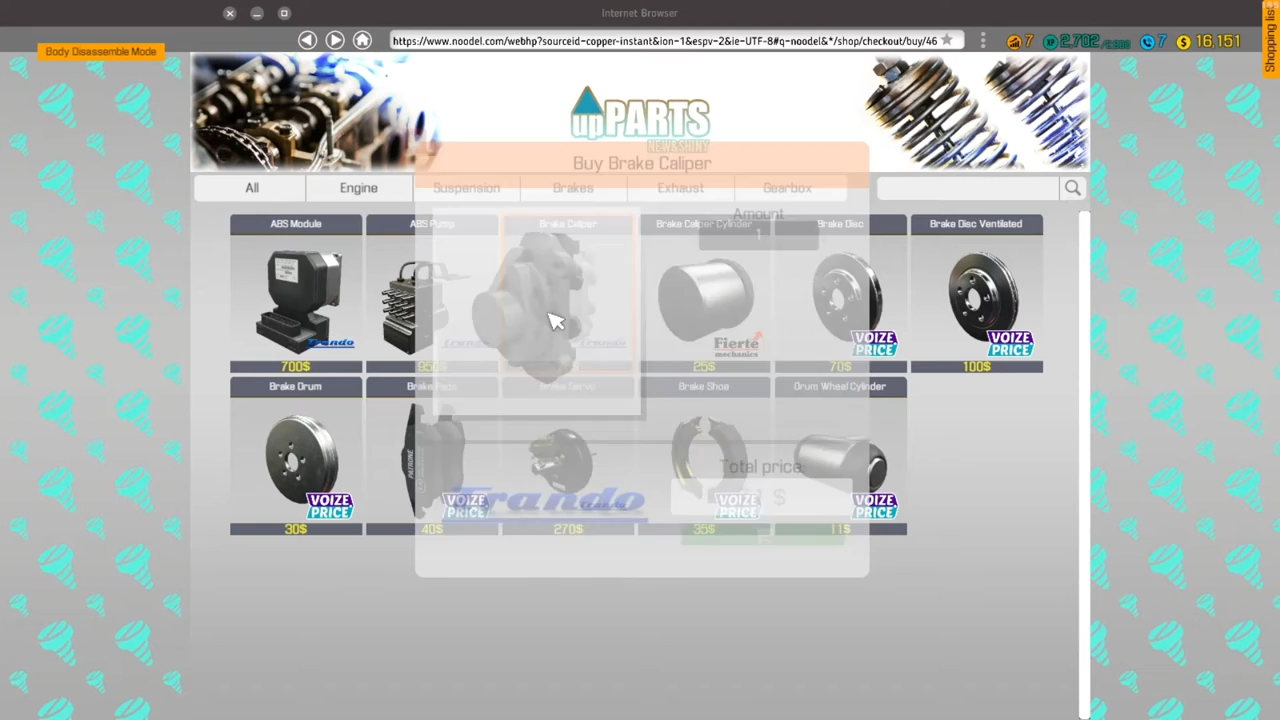 Internet Browser
Shopping list
Body Disassemble Mode
https://www.noodel.com/webhp?sourceid-copper-instant&ion-1&espv-2&ie-UTF-8#q-noodel&*/shop/checkout/buy/46
7
2,702
7
$ 16,151
upPARTS
NEW&SHINY
Buy Brake Caliper
All
Engine
Suspension
Brakes
Exhaust
Gearbox
Amount
1
ABS Module
ABS Pump
Brake Caliper
Brake Caliper Cylinder
Brake Disc
Brake Disc Ventilated
Fierté
mechanics
VOIZE
PRICE
VOIZE
PRICE
700$
25$
70$
100$
Brake Drum
Brake Pads
Brake Servo
Brake Shoe
Drum Wheel Cylinder
Total price:
$
Frando
VOIZE
PRICE
VOIZE
PRICE
VOIZE
PRICE
VOIZE
PRICE
30$
40$
270$
35$
11$